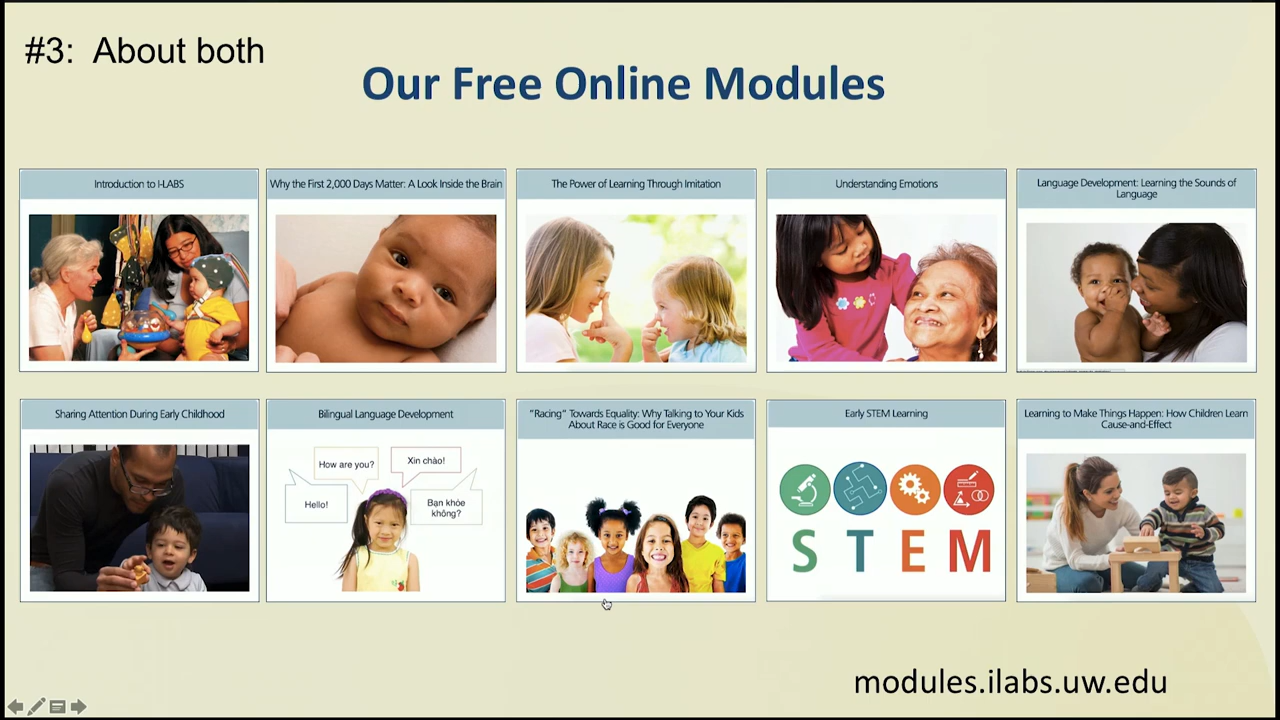 #3: About both
Our Free Online Modules
Introduction to I-LABS
Why the First 2,000 Days Matter: A Look Inside the Brain
The Power of Learning Through Imitation
Understanding Emotions
Language Development: Learning the Sounds of
Language
Sharing Attention During Early Childhood
Bilingual Language Development
How are you?
Xin chào!
Hello!
Bạn khỏe
không?
"Racing" Towards Equality: Why Talking to Your Kids
About Race is Good for Everyone
Early STEM Learning
STEM
Learning to Make Things Happen: How Children Learn
Cause-and-Effect
modules.ilabs.uw.edu